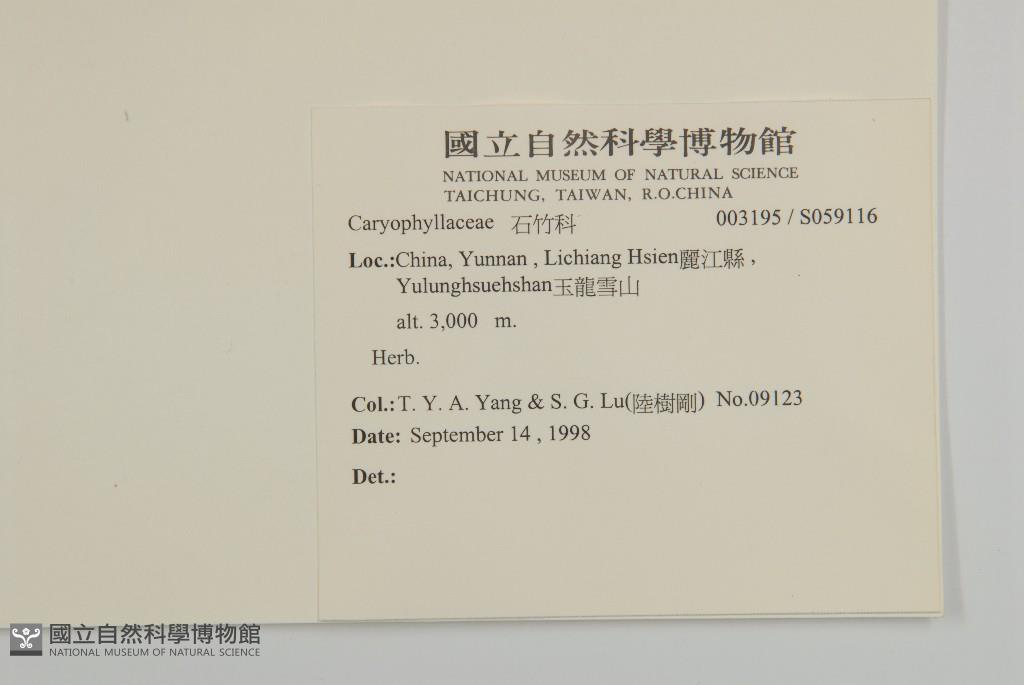 國立自然科學博物館
NATIONAL MUSEUM OF NATURAL SCIENCE
TAICHUNG, TAIWAN, R.O.CHINA
Caryophyllaceae 石竹科 003195 / S059116
Loc.:China, Yunnan , Lichiang Hsien麗江縣 ,
Yulunghsuehshan玉龍雪山
alt. 3,000 m.
Herb.
Col.:T. Y. A. Yang & S. G. Lu(陸樹剛) No.09123
Date: September 14 , 1998
Det.:
國立自然科學博物館
NATIONAL MUSEUM OF NATURAL SCIENCE